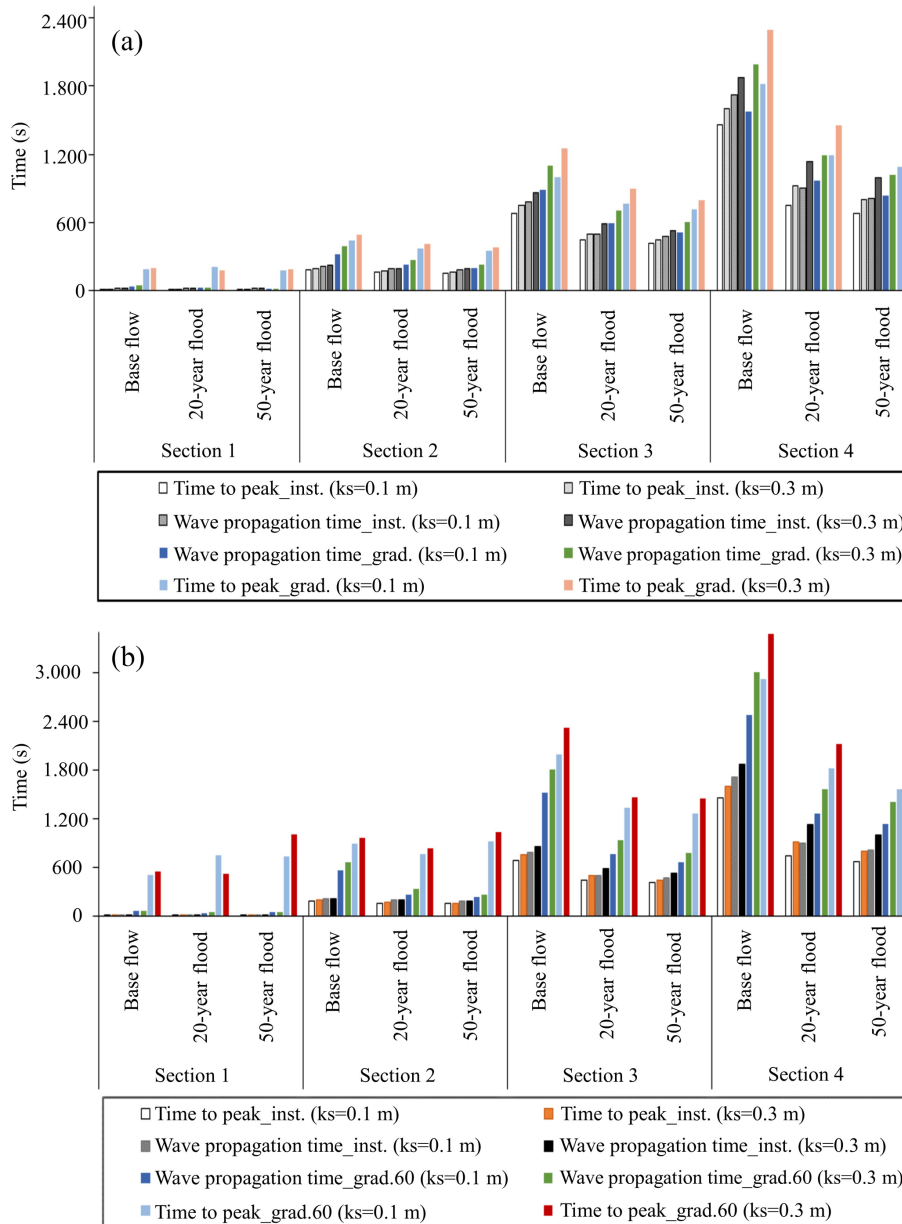 (a)
2.400
1.800
1.200
600
0
Time (s)
Base flow
20-year flood
50-year flood
Base flow
20-year flood
50-year flood
Base flow
20-year flood
50-year flood
Base flow
20-year flood
50-year flood
Section 1
Section 2
Section 3
Section 4
Time to peak_inst. (ks=0.1 m)
Time to peak_inst. (ks=0.3 m)
Wave propagation time_inst. (ks=0.1 m)
Wave propagation time_inst. (ks=0.3 m)
Wave propagation time_grad. (ks=0.1 m)
Wave propagation time_grad. (ks=0.3 m)
Time to peak_grad. (ks=0.1 m)
Time to peak_grad. (ks=0.3 m)
(b)
3.000
2.400
1.800
1.200
600
0
Time (s)
Base flow
20-year flood
50-year flood
Base flow
20-year flood
50-year flood
Base flow
20-year flood
50-year flood
Base flow
20-year flood
50-year flood
Section 1
Section 2
Section 3
Section 4
Time to peak_inst. (ks=0.1 m)
Time to peak_inst. (ks=0.3 m)
Wave propagation time_inst. (ks=0.1 m)
Wave propagation time_inst. (ks=0.3 m)
Wave propagation time_grad.60 (ks=0.1 m)
Wave propagation time_grad.60 (ks=0.3 m)
Time to peak_grad.60 (ks=0.1 m)
Time to peak_grad.60 (ks=0.3 m)